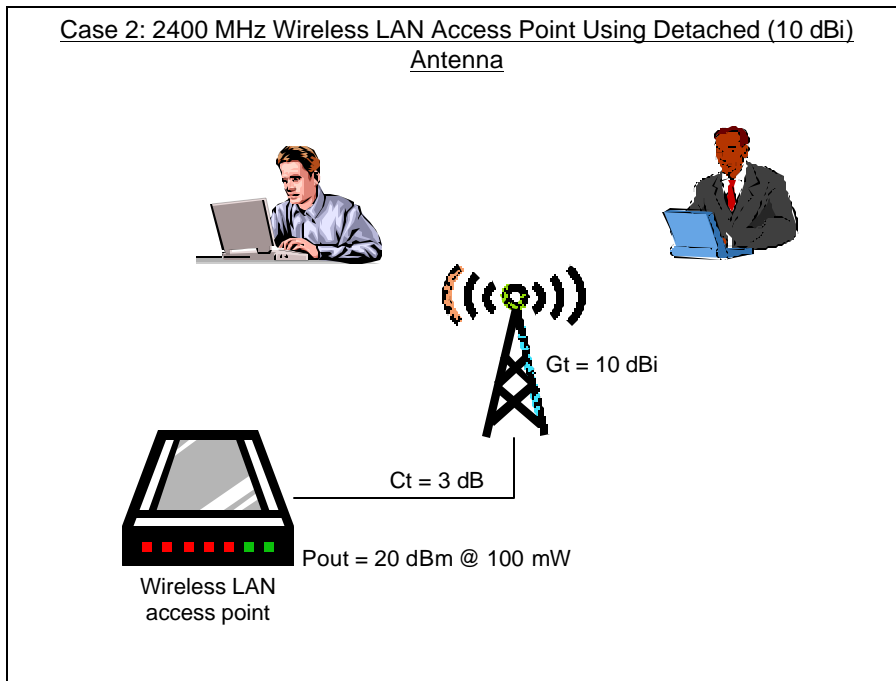 Case 2: 2400 MHz Wireless LAN Access Point Using Detached (10 dBi)
Antenna
Gt = 10 dBi
Ct = 3 dB
Pout = 20 dBm @ 100 mW
Wireless LAN
access point